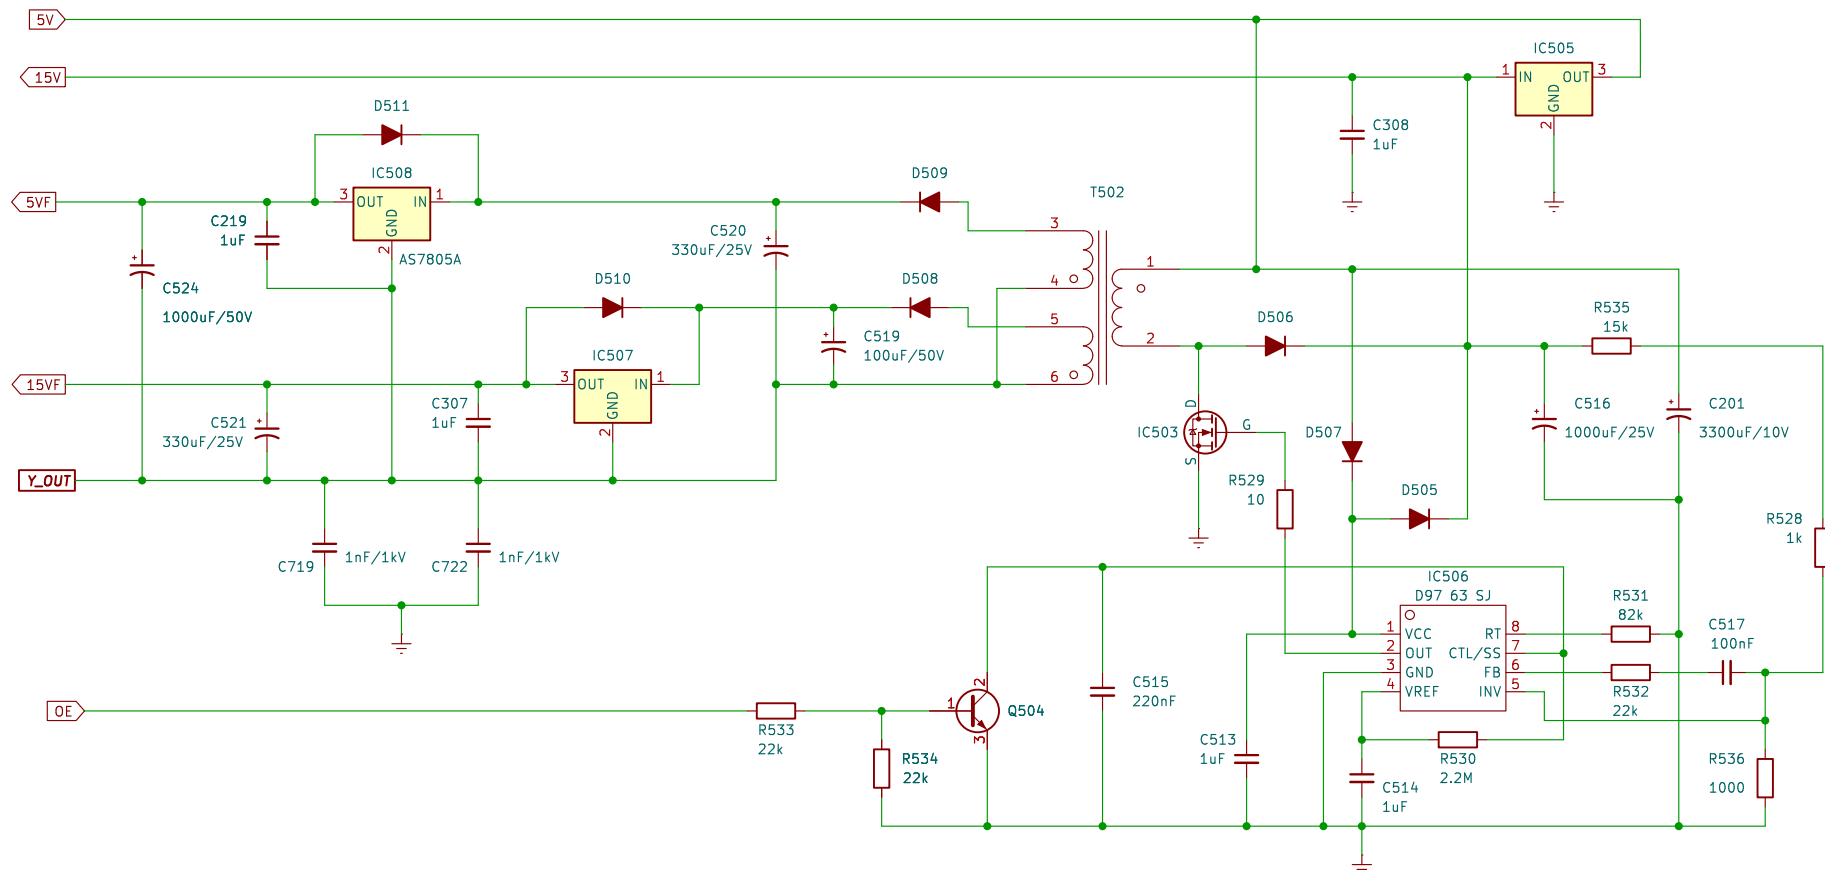 5V
15V
IC505
1 IN OUT 3
GND
2
D511
C308
1uF
IC508
3 OUT IN 1
GND
2
AS7805A
D509
T502
5VF
C219
1uF
C520
330uF/25V
3
4
5
6
1
2
C524
1000uF/50V
D510
D508
C519
100uF/50V
D506
R535
15k
IC507
3 OUT IN 1
GND
2
15VF
C521
330uF/25V
C307
1uF
IC503
D
G
S
D507
C516
1000uF/25V
C201
3300uF/10V
Y_OUT
R529
10
D505
R528
1k
C719
1nF/1kV
C722
1nF/1kV
IC506
D97 63 SJ
1 VCC RT 8
2 OUT CTL/SS 7
3 GND FB 6
4 VREF INV 5
R531
82k
C517
100nF
R532
22k
OE
R533
22k
R534
22k
1
2
3
Q504
C515
220nF
C513
1uF
R530
2.2M
C514
1uF
R536
1000